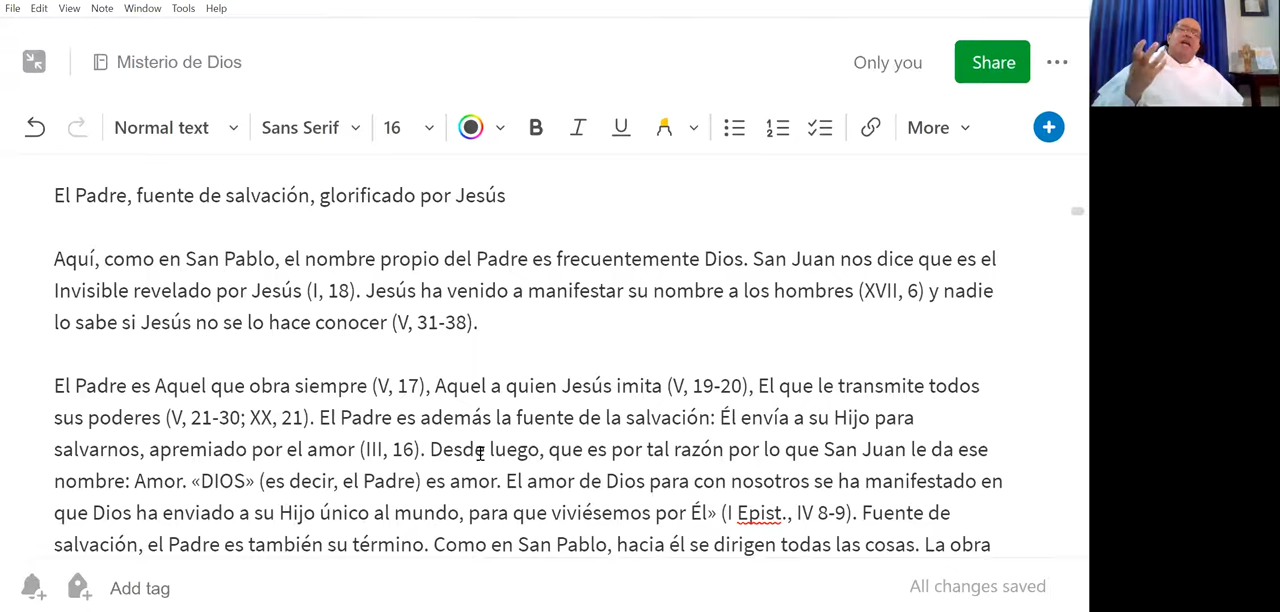 File Edit View Note Window Tools Help
Misterio de Dios
Only you
Share
Normal text
Sans Serif
16
B I U
More
El Padre, fuente de salvación, glorificado por Jesús
Aquí, como en San Pablo, el nombre propio del Padre es frecuentemente Dios. San Juan nos dice que es el
Invisible revelado por Jesús (I, 18). Jesús ha venido a manifestar su nombre a los hombres (XVII, 6) y nadie
lo sabe si Jesús no se lo hace conocer (V, 31-38).
El Padre es Aquel que obra siempre (V, 17), Aquel a quien Jesús imita (V, 19-20), El que le transmite todos
sus poderes (V, 21-30; XX, 21). El Padre es además la fuente de la salvación: Él envía a su Hijo para
salvarnos, apremiado por el amor (III, 16). Desde luego, que es por tal razón por lo que San Juan le da ese
nombre: Amor. «DIOS» (es decir, el Padre) es amor. El amor de Dios para con nosotros se ha manifestado en
que Dios ha enviado a su Hijo único al mundo, para que viviésemos por Él» (I Epist., IV 8-9). Fuente de
salvación, el Padre es también su término. Como en San Pablo, hacia él se dirigen todas las cosas. La obra
Add tag
All changes saved